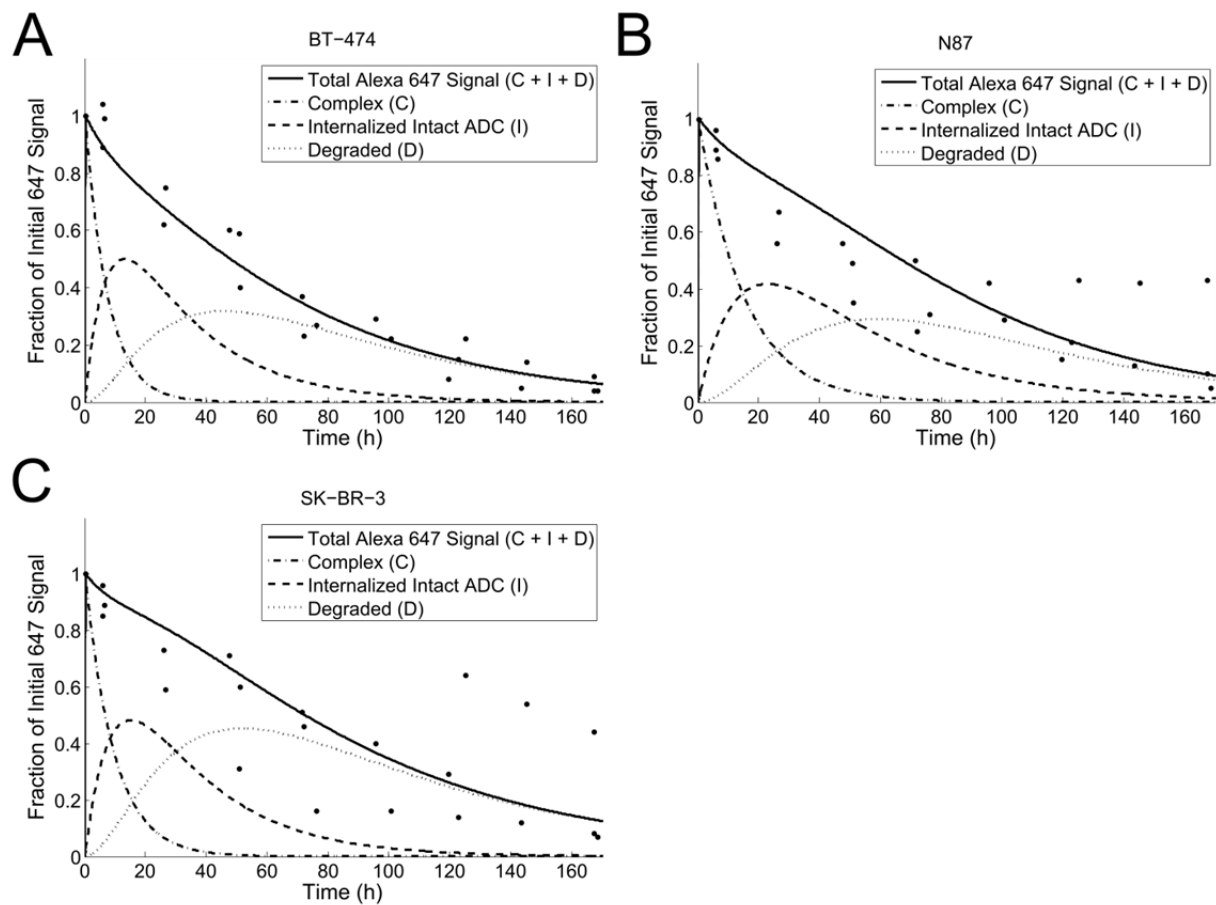 A
BT−474
Fraction of Initial 647 Signal
1
0.8
0.6
0.4
0.2
0
Total Alexa 647 Signal (C + I + D)
Complex (C)
Internalized Intact ADC (I)
Degraded (D)
0 20 40 60 80 100 120 140 160
Time (h)
B
N87
Fraction of Initial 647 Signal
1
0.8
0.6
0.4
0.2
0
Total Alexa 647 Signal (C + I + D)
Complex (C)
Internalized Intact ADC (I)
Degraded (D)
0 20 40 60 80 100 120 140 160
Time (h)
C
SK−BR−3
Fraction of Initial 647 Signal
1
0.8
0.6
0.4
0.2
0
Total Alexa 647 Signal (C + I + D)
Complex (C)
Internalized Intact ADC (I)
Degraded (D)
0 20 40 60 80 100 120 140 160
Time (h)